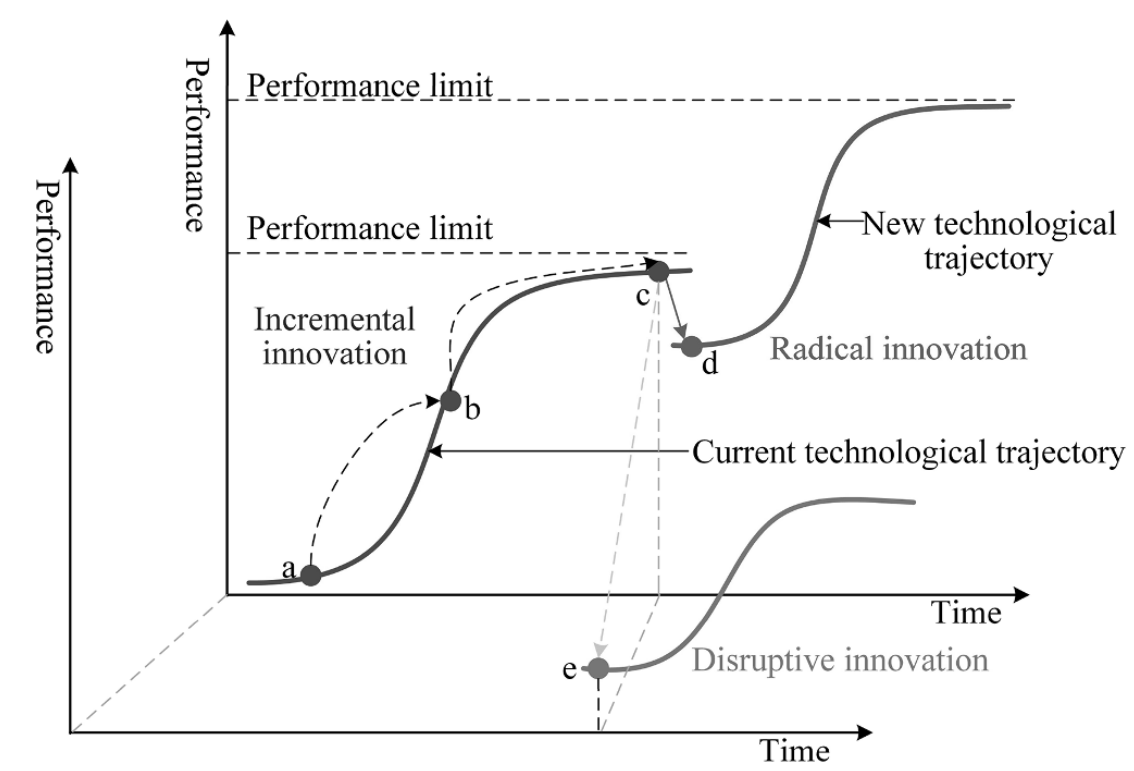 Performance limit
Performance
Performance
Performance limit
New technological
trajectory
Incremental
innovation
c
d
Radical innovation
b
Current technological trajectory
a
Time
e
Disruptive innovation
Time